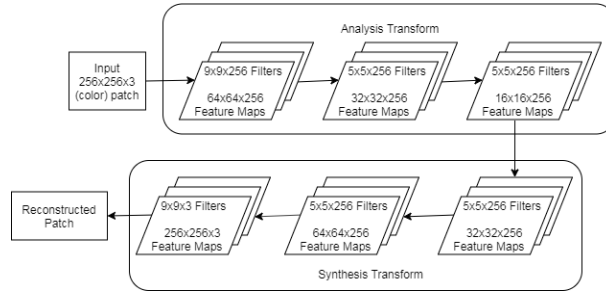 Analysis Transform
Input
256x256x3
(color) patch
9x9x256 Filters
64x64x256
Feature Maps
5x5x256 Filters
32x32x256
Feature Maps
5x5x256 Filters
16x16x256
Feature Maps
Reconstructed
Patch
9x9x3 Filters
256x256x3
Feature Maps
5x5x256 Filters
64x64x256
Feature Maps
5x5x256 Filters
32x32x256
Feature Maps
Synthesis Transform